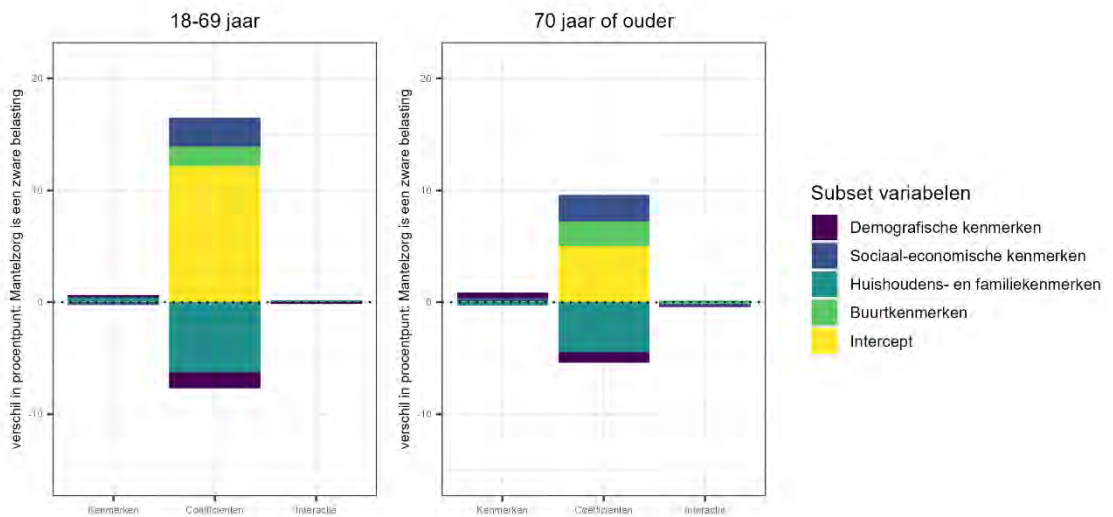 18-69 jaar
70 jaar of ouder
verschil in procentpunt: Mantelzorg is een zware belasting
20
10
0
-10
Kenmerken
Coëfficienten
Interactie
verschil in procentpunt: Mantelzorg is een zware belasting
20
10
0
-10
Kenmerken
Coëfficienten
Interactie
Subset variabelen
Demografische kenmerken
Sociaal-economische kenmerken
Huishoudens- en familiekenmerken
Buurtkenmerken
Intercept